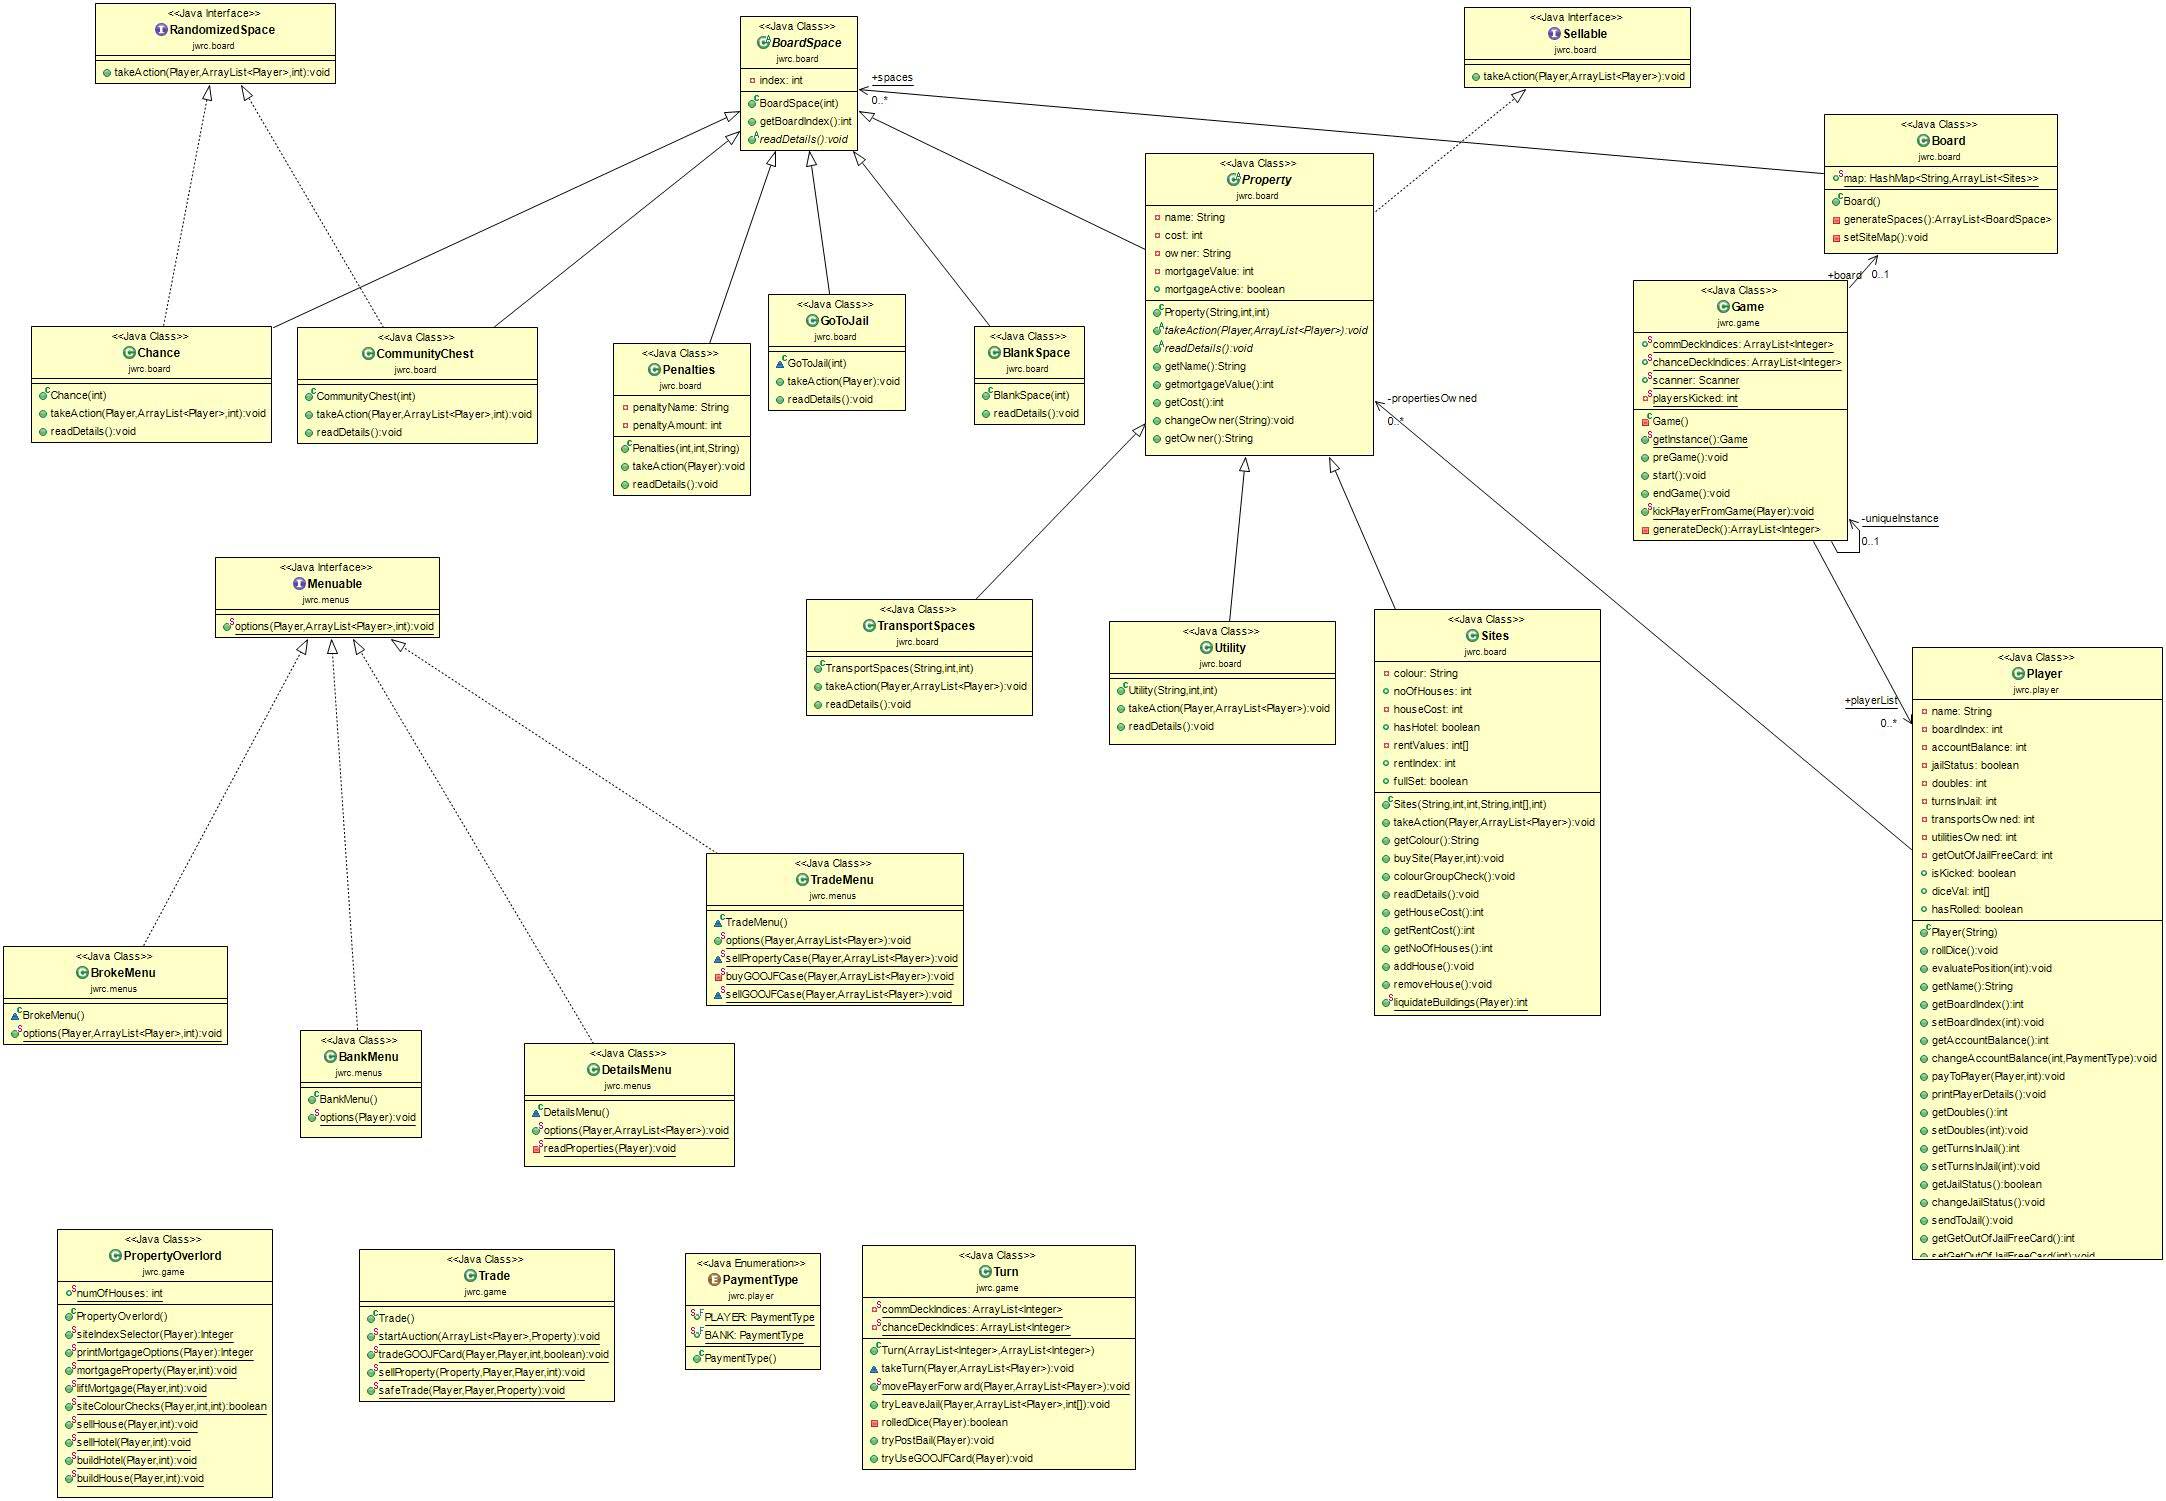 <<Java Interface>>
RandomizedSpace
jwrc.board
takeAction(Player,ArrayList<Player>,int):void
<<Java Class>>
BoardSpace
jwrc.board
index: int
BoardSpace(int)
getBoardIndex():int
readDetails():void
+spaces
0..*
<<Java Interface>>
Sellable
jwrc.board
takeAction(Player,ArrayList<Player>):void
<<Java Class>>
Board
jwrc.board
map: HashMap<String,ArrayList<Sites>>
Board()
generateSpaces():ArrayList<BoardSpace>
setSiteMap():void
+board
0..1
<<Java Class>>
Property
jwrc.board
name: String
cost: int
owner: String
mortgageValue: int
mortgageActive: boolean
Property(String,int,int)
takeAction(Player,ArrayList<Player>):void
readDetails():void
getName():String
getmortgageValue():int
getCost():int
changeOwner(String):void
getOwner():String
-propertiesOwned
0..*
<<Java Class>>
Game
jwrc.game
commDeckIndices: ArrayList<Integer>
chanceDeckIndices: ArrayList<Integer>
scanner: Scanner
playersKicked: int
Game()
getInstance():Game
preGame():void
start():void
endGame():void
kickPlayerFromGame(Player):void
generateDeck():ArrayList<Integer>
-uniqueInstance
0..1
<<Java Class>>
Chance
jwrc.board
Chance(int)
takeAction(Player,ArrayList<Player>,int):void
readDetails():void
<<Java Class>>
CommunityChest
jwrc.board
CommunityChest(int)
takeAction(Player,ArrayList<Player>,int):void
readDetails():void
<<Java Class>>
Penalties
jwrc.board
penaltyName: String
penaltyAmount: int
Penalties(int,int,String)
takeAction(Player):void
readDetails():void
<<Java Class>>
GoToJail
jwrc.board
GoToJail(int)
takeAction(Player):void
readDetails():void
<<Java Class>>
BlankSpace
jwrc.board
BlankSpace(int)
readDetails():void
<<Java Interface>>
Menuable
jwrc.menus
options(Player,ArrayList<Player>,int):void
<<Java Class>>
TransportSpaces
jwrc.board
TransportSpaces(String,int,int)
takeAction(Player,ArrayList<Player>):void
readDetails():void
<<Java Class>>
Utility
jwrc.board
Utility(String,int,int)
takeAction(Player,ArrayList<Player>):void
readDetails():void
<<Java Class>>
Sites
jwrc.board
colour: String
noOfHouses: int
houseCost: int
hasHotel: boolean
rentValues: int[]
rentIndex: int
fullSet: boolean
Sites(String,int,int,String,int[],int)
takeAction(Player,ArrayList<Player>):void
getColour():String
buySite(Player,int):void
colourGroupCheck():void
readDetails():void
getHouseCost():int
getRentCost():int
getNoOfHouses():int
addHouse():void
removeHouse():void
liquidateBuildings(Player):int
+playerList
0..*
<<Java Class>>
Player
jwrc.player
name: String
boardIndex: int
accountBalance: int
jailStatus: boolean
doubles: int
turnsInJail: int
transportsOwned: int
utilitiesOwned: int
getOutOfJailFreeCard: int
isKicked: boolean
diceVal: int[]
hasRolled: boolean
Player(String)
rollDice():void
evaluatePosition(int):void
getName():String
getBoardIndex():int
setBoardIndex(int):void
getAccountBalance():int
changeAccountBalance(int,PaymentType):void
payToPlayer(Player,int):void
printPlayerDetails():void
getDoubles():int
setDoubles(int):void
getTurnsInJail():int
setTurnsInJail(int):void
getJailStatus():boolean
changeJailStatus():void
sendToJail():void
getGetOutOfJailFreeCard():int
setGetOutOfJailFreeCard(int):void
<<Java Class>>
TradeMenu
jwrc.menus
TradeMenu()
options(Player,ArrayList<Player>):void
sellPropertyCase(Player,ArrayList<Player>):void
buyGOOJFCase(Player,ArrayList<Player>):void
sellGOOJFCase(Player,ArrayList<Player>):void
<<Java Class>>
BrokeMenu
jwrc.menus
BrokeMenu()
options(Player,ArrayList<Player>,int):void
<<Java Class>>
BankMenu
jwrc.menus
BankMenu()
options(Player):void
<<Java Class>>
DetailsMenu
jwrc.menus
DetailsMenu()
options(Player,ArrayList<Player>):void
readProperties(Player):void
<<Java Class>>
PropertyOverlord
jwrc.game
numOfHouses: int
PropertyOverlord()
siteIndexSelector(Player):Integer
printMortgageOptions(Player):Integer
mortgageProperty(Player,int):void
liftMortgage(Player,int):void
siteColourChecks(Player,int,int):boolean
sellHouse(Player,int):void
sellHotel(Player,int):void
buildHotel(Player,int):void
buildHouse(Player,int):void
<<Java Class>>
Trade
jwrc.game
Trade()
startAuction(ArrayList<Player>,Property):void
tradeGOOJFCard(Player,Player,int,boolean):void
sellProperty(Property,Player,Player,int):void
safeTrade(Player,Player,Property):void
<<Java Enumeration>>
PaymentType
jwrc.player
PLAYER: PaymentType
BANK: PaymentType
PaymentType()
<<Java Class>>
Turn
jwrc.game
commDeckIndices: ArrayList<Integer>
chanceDeckIndices: ArrayList<Integer>
Turn(ArrayList<Integer>,ArrayList<Integer>)
takeTurn(Player,ArrayList<Player>):void
movePlayerForward(Player,ArrayList<Player>):void
tryLeaveJail(Player,ArrayList<Player>,int[]):void
rolledDice(Player):boolean
tryPostBail(Player):void
tryUseGOOJFCard(Player):void